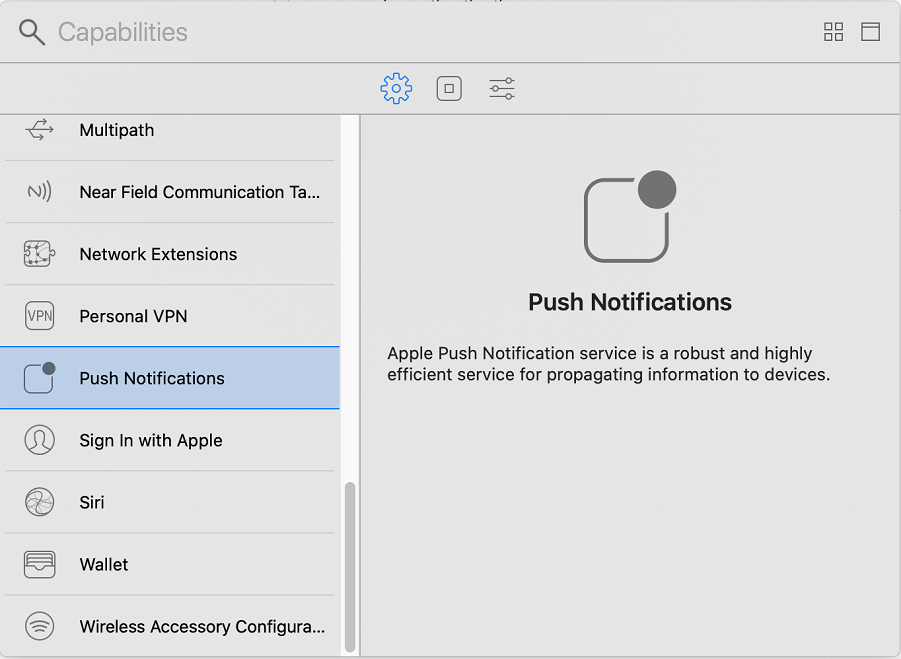 Capabilities
Multipath
Near Field Communication Ta...
Network Extensions
VPN
Personal VPN
Push Notifications
Sign In with Apple
Siri
Wallet
Wireless Accessory Configura...
Push Notifications
Apple Push Notification service is a robust and highly
efficient service for propagating information to devices.